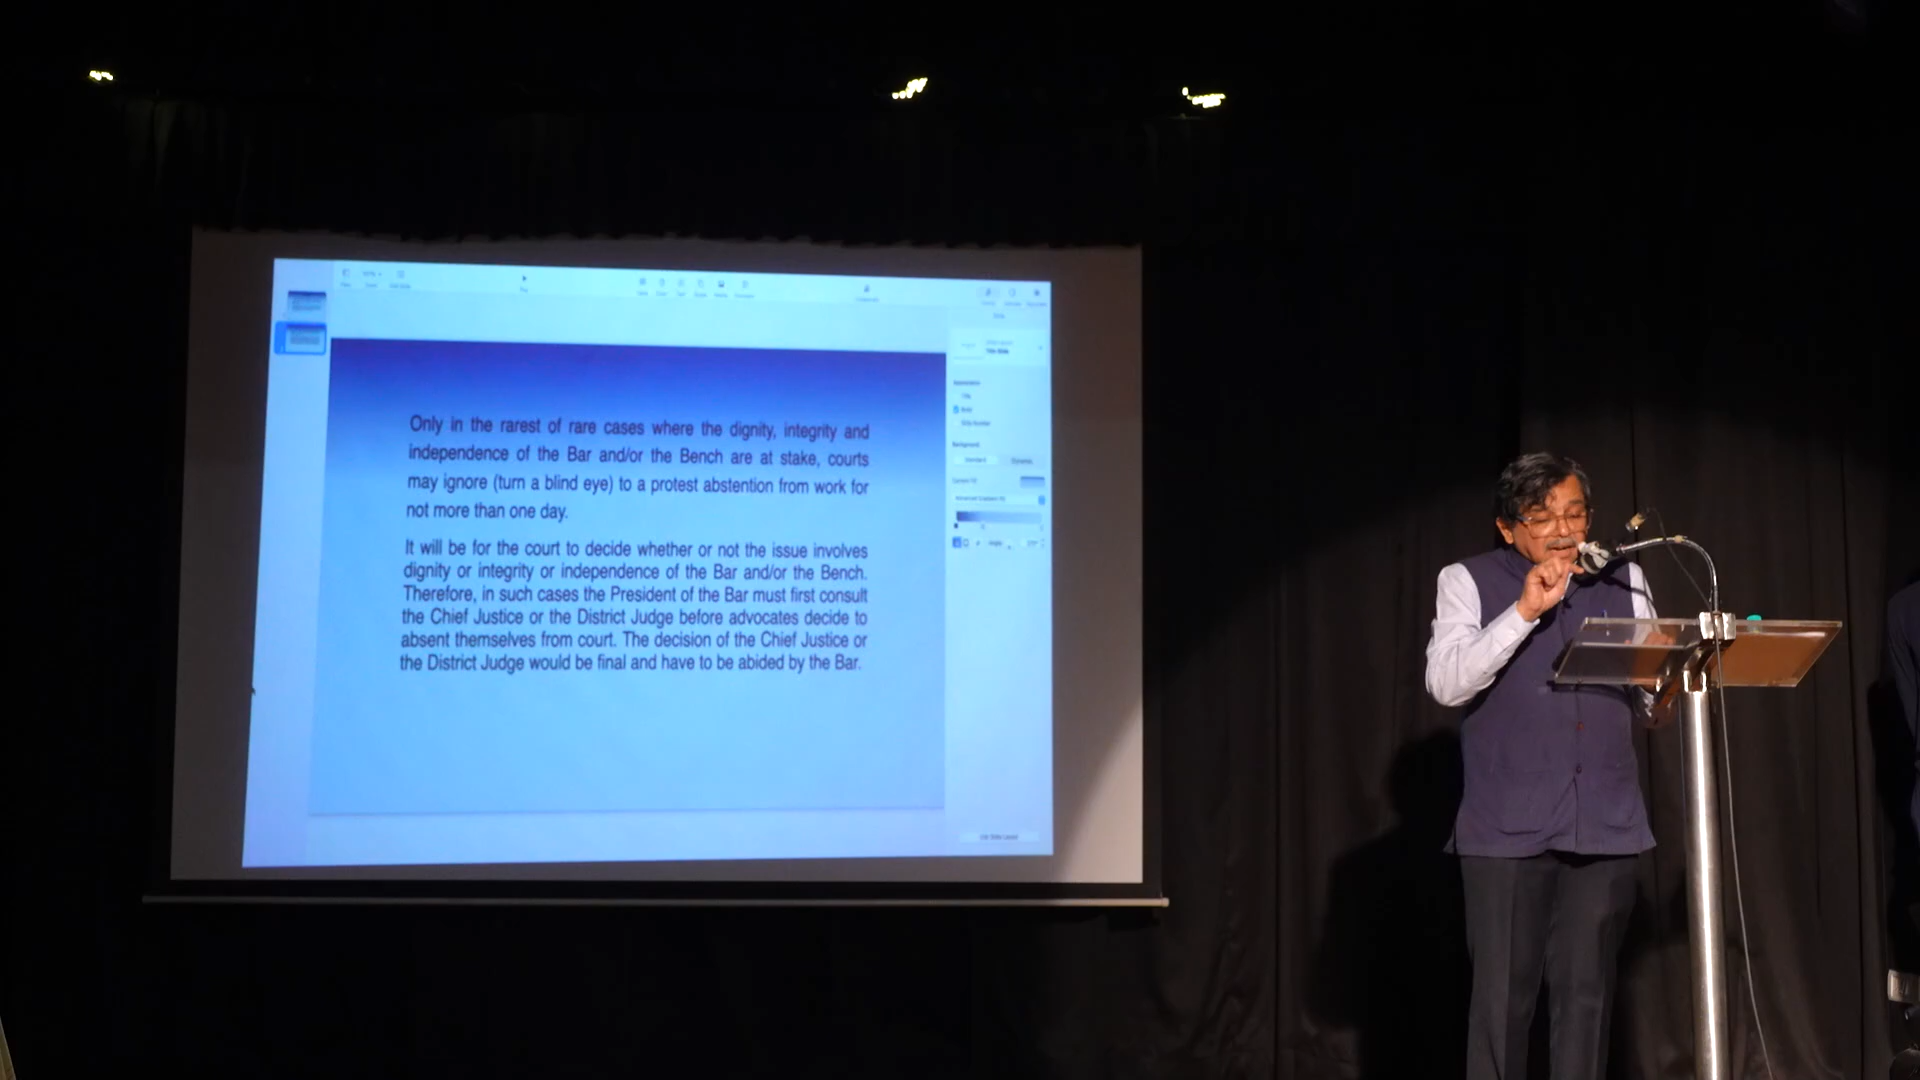 Only in the rarest of rare cases where the dignity, integrity and
independence of the Bar and/or the Bench are at stake, courts
may ignore (turn a blind eye) to a protest abstention from work for
not more than one day.
It will be for the court to decide whether or not the issue involves
dignity or integrity or independence of the Bar and/or the Bench.
Therefore, in such cases the President of the Bar must first consult
the Chief Justice or the District Judge before advocates decide to
absent themselves from court. The decision of the Chief Justice or
the District Judge would be final and have to be abided by the Bar.